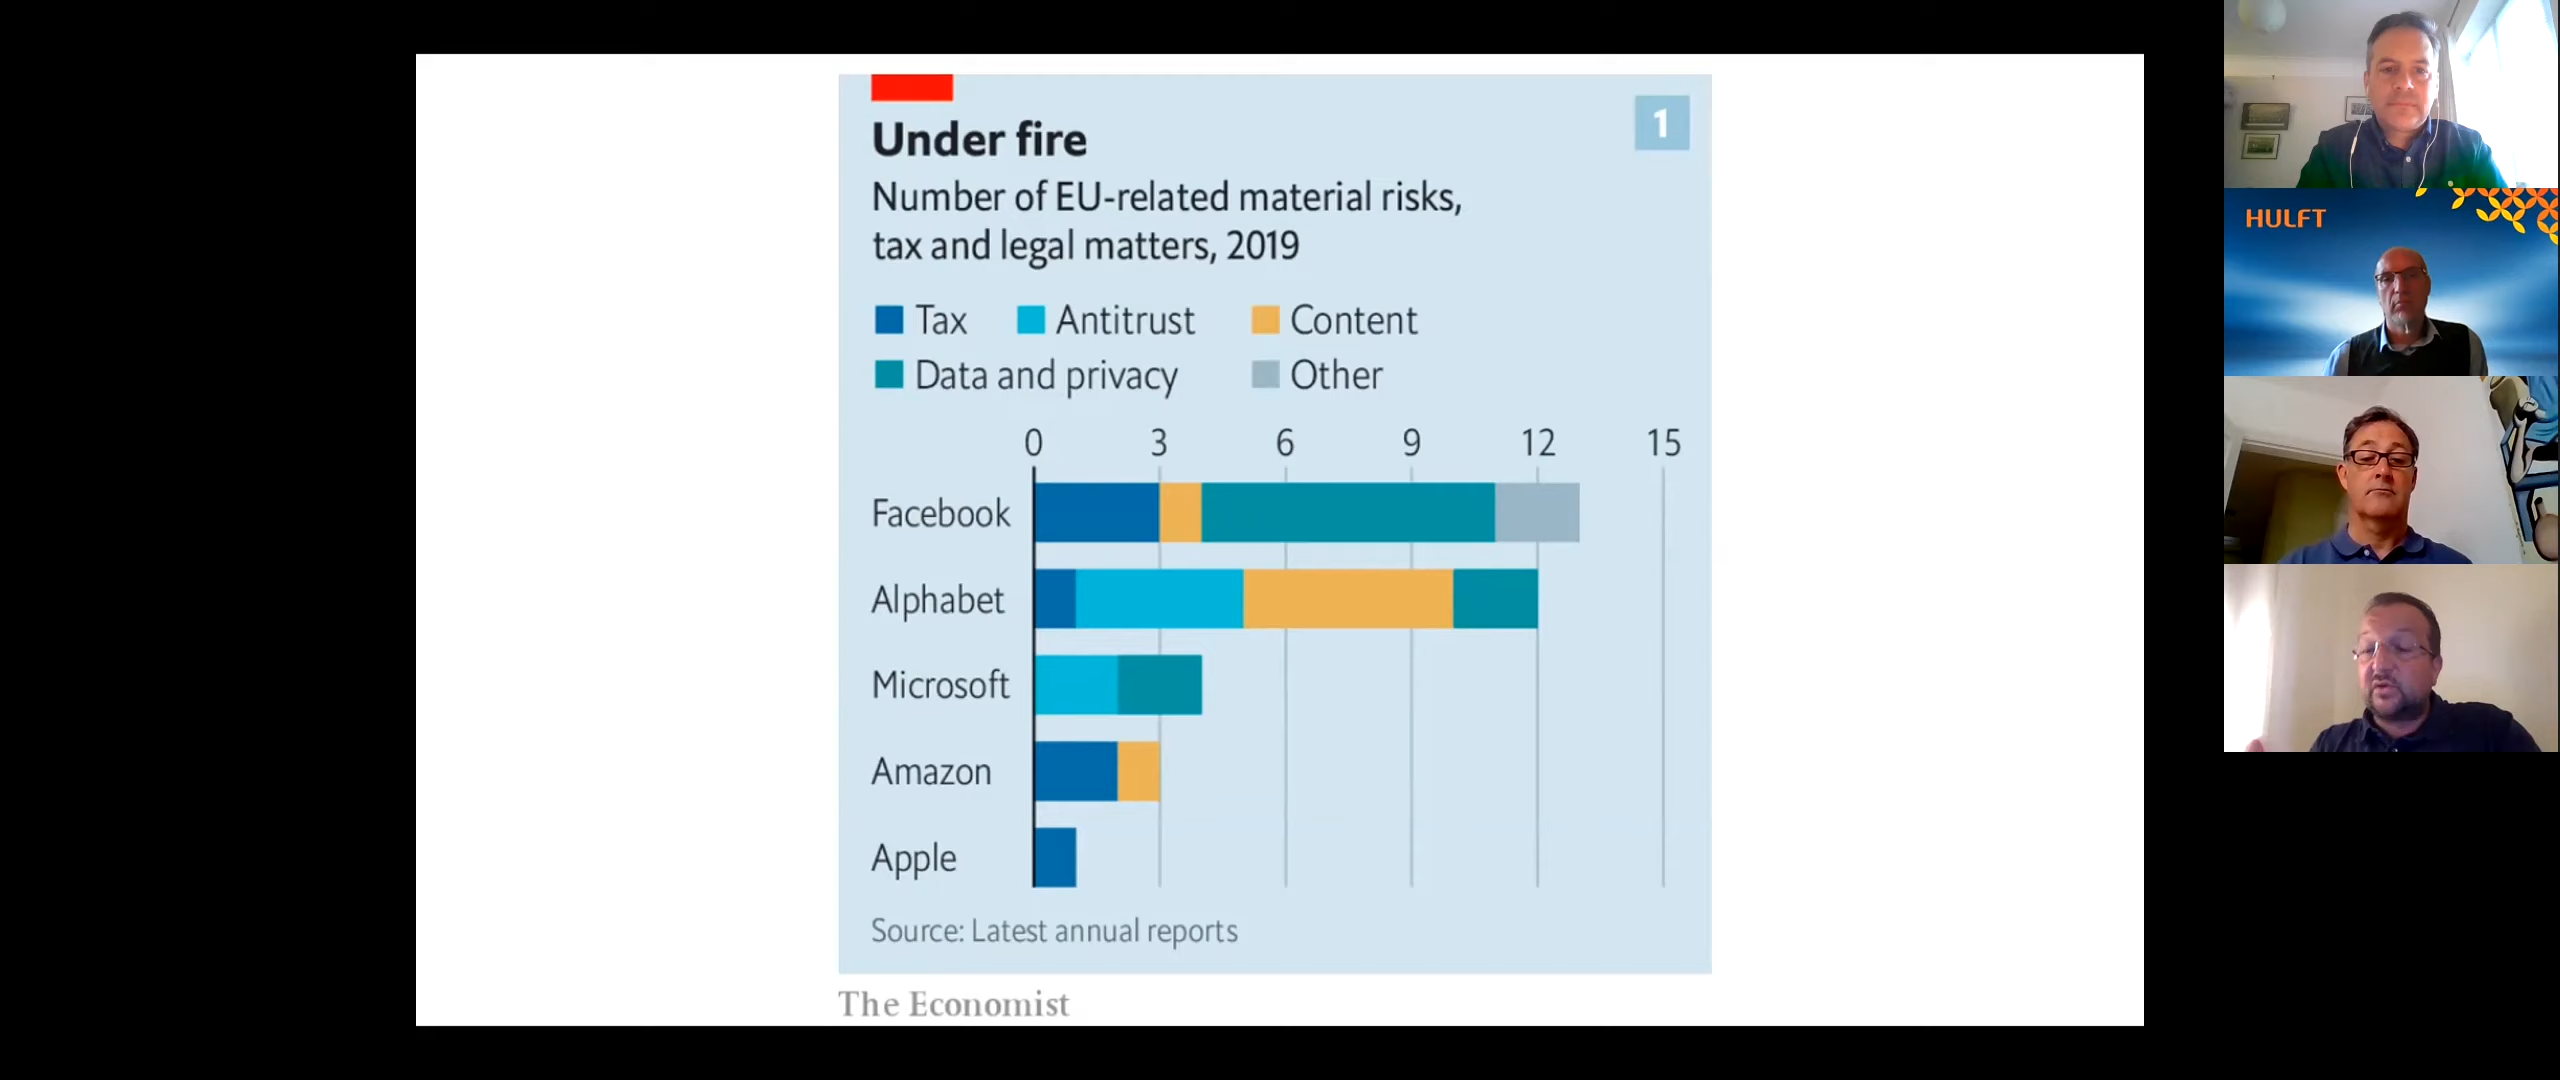 1
Under fire
Number of EU-related material risks,
tax and legal matters, 2019
Tax Antitrust Content
Data and privacy Other
0 3 6 9 12 15
Facebook
Alphabet
Microsoft
Amazon
Apple
Source: Latest annual reports
The Economist
HULFT